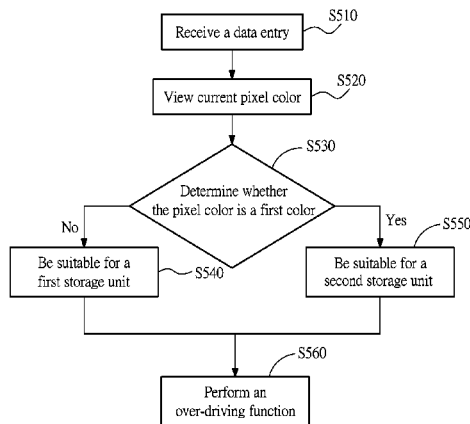 S510
Receive a data entry
S520
View current pixel color
S530
Determine whether
the pixel color is a first color
No
Yes
S550
Be suitable for a
first storage unit
S540
Be suitable for a
second storage unit
S560
Perform an
over-driving function